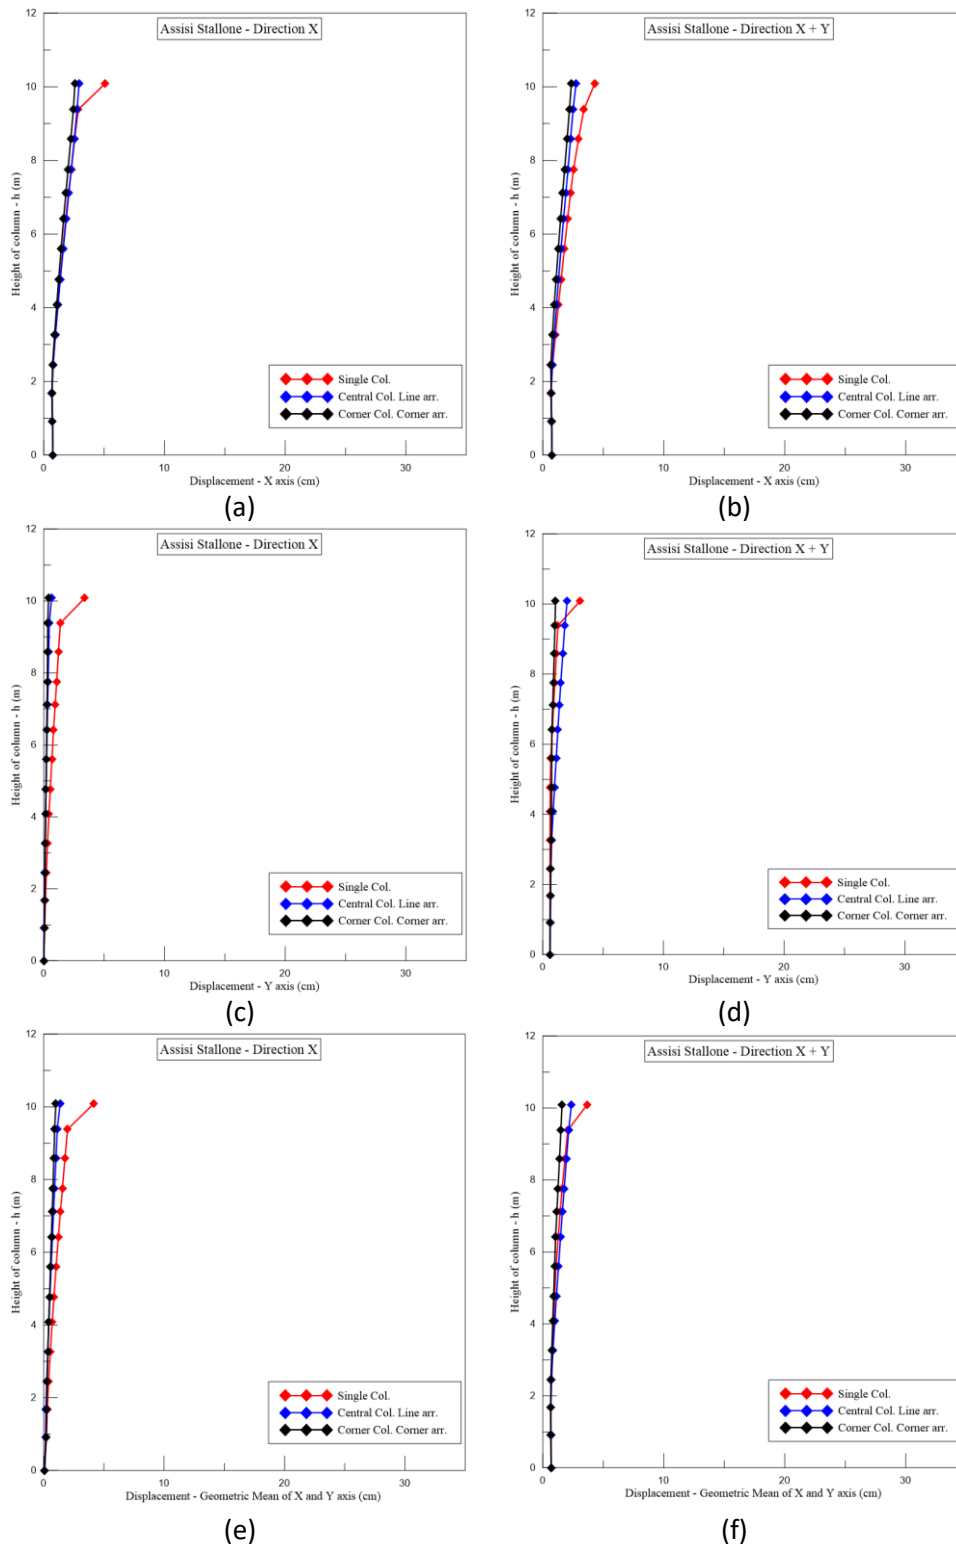 Assisi Stallone - Direction X
12
10
8
6
4
2
0
Height of column - h (m)
Single Col.
Central Col. Line arr.
Corner Col. Corner arr.
0 10 20 30
Displacement - X axis (cm)
(a)
Assisi Stallone - Direction X + Y
12
10
8
6
4
2
0
Height of column - h (m)
Single Col.
Central Col. Line arr.
Corner Col. Corner arr.
0 10 20 30
Displacement - X axis (cm)
(b)
Assisi Stallone - Direction X
12
10
8
6
4
2
0
Height of column - h (m)
Single Col.
Central Col. Line arr.
Corner Col. Corner arr.
0 10 20 30
Displacement - Y axis (cm)
(c)
Assisi Stallone - Direction X + Y
12
10
8
6
4
2
0
Height of column - h (m)
Single Col.
Central Col. Line arr.
Corner Col. Corner arr.
0 10 20 30
Displacement - Y axis (cm)
(d)
Assisi Stallone - Direction X
12
10
8
6
4
2
0
Height of column - h (m)
Single Col.
Central Col. Line arr.
Corner Col. Corner arr.
0 10 20 30
Displacement - Geometric Mean of X and Y axis (cm)
(e)
Assisi Stallone - Direction X + Y
12
10
8
6
4
2
0
Height of column - h (m)
Single Col.
Central Col. Line arr.
Corner Col. Corner arr.
0 10 20 30
Displacement - Geometric Mean of X and Y axis (cm)
(f)